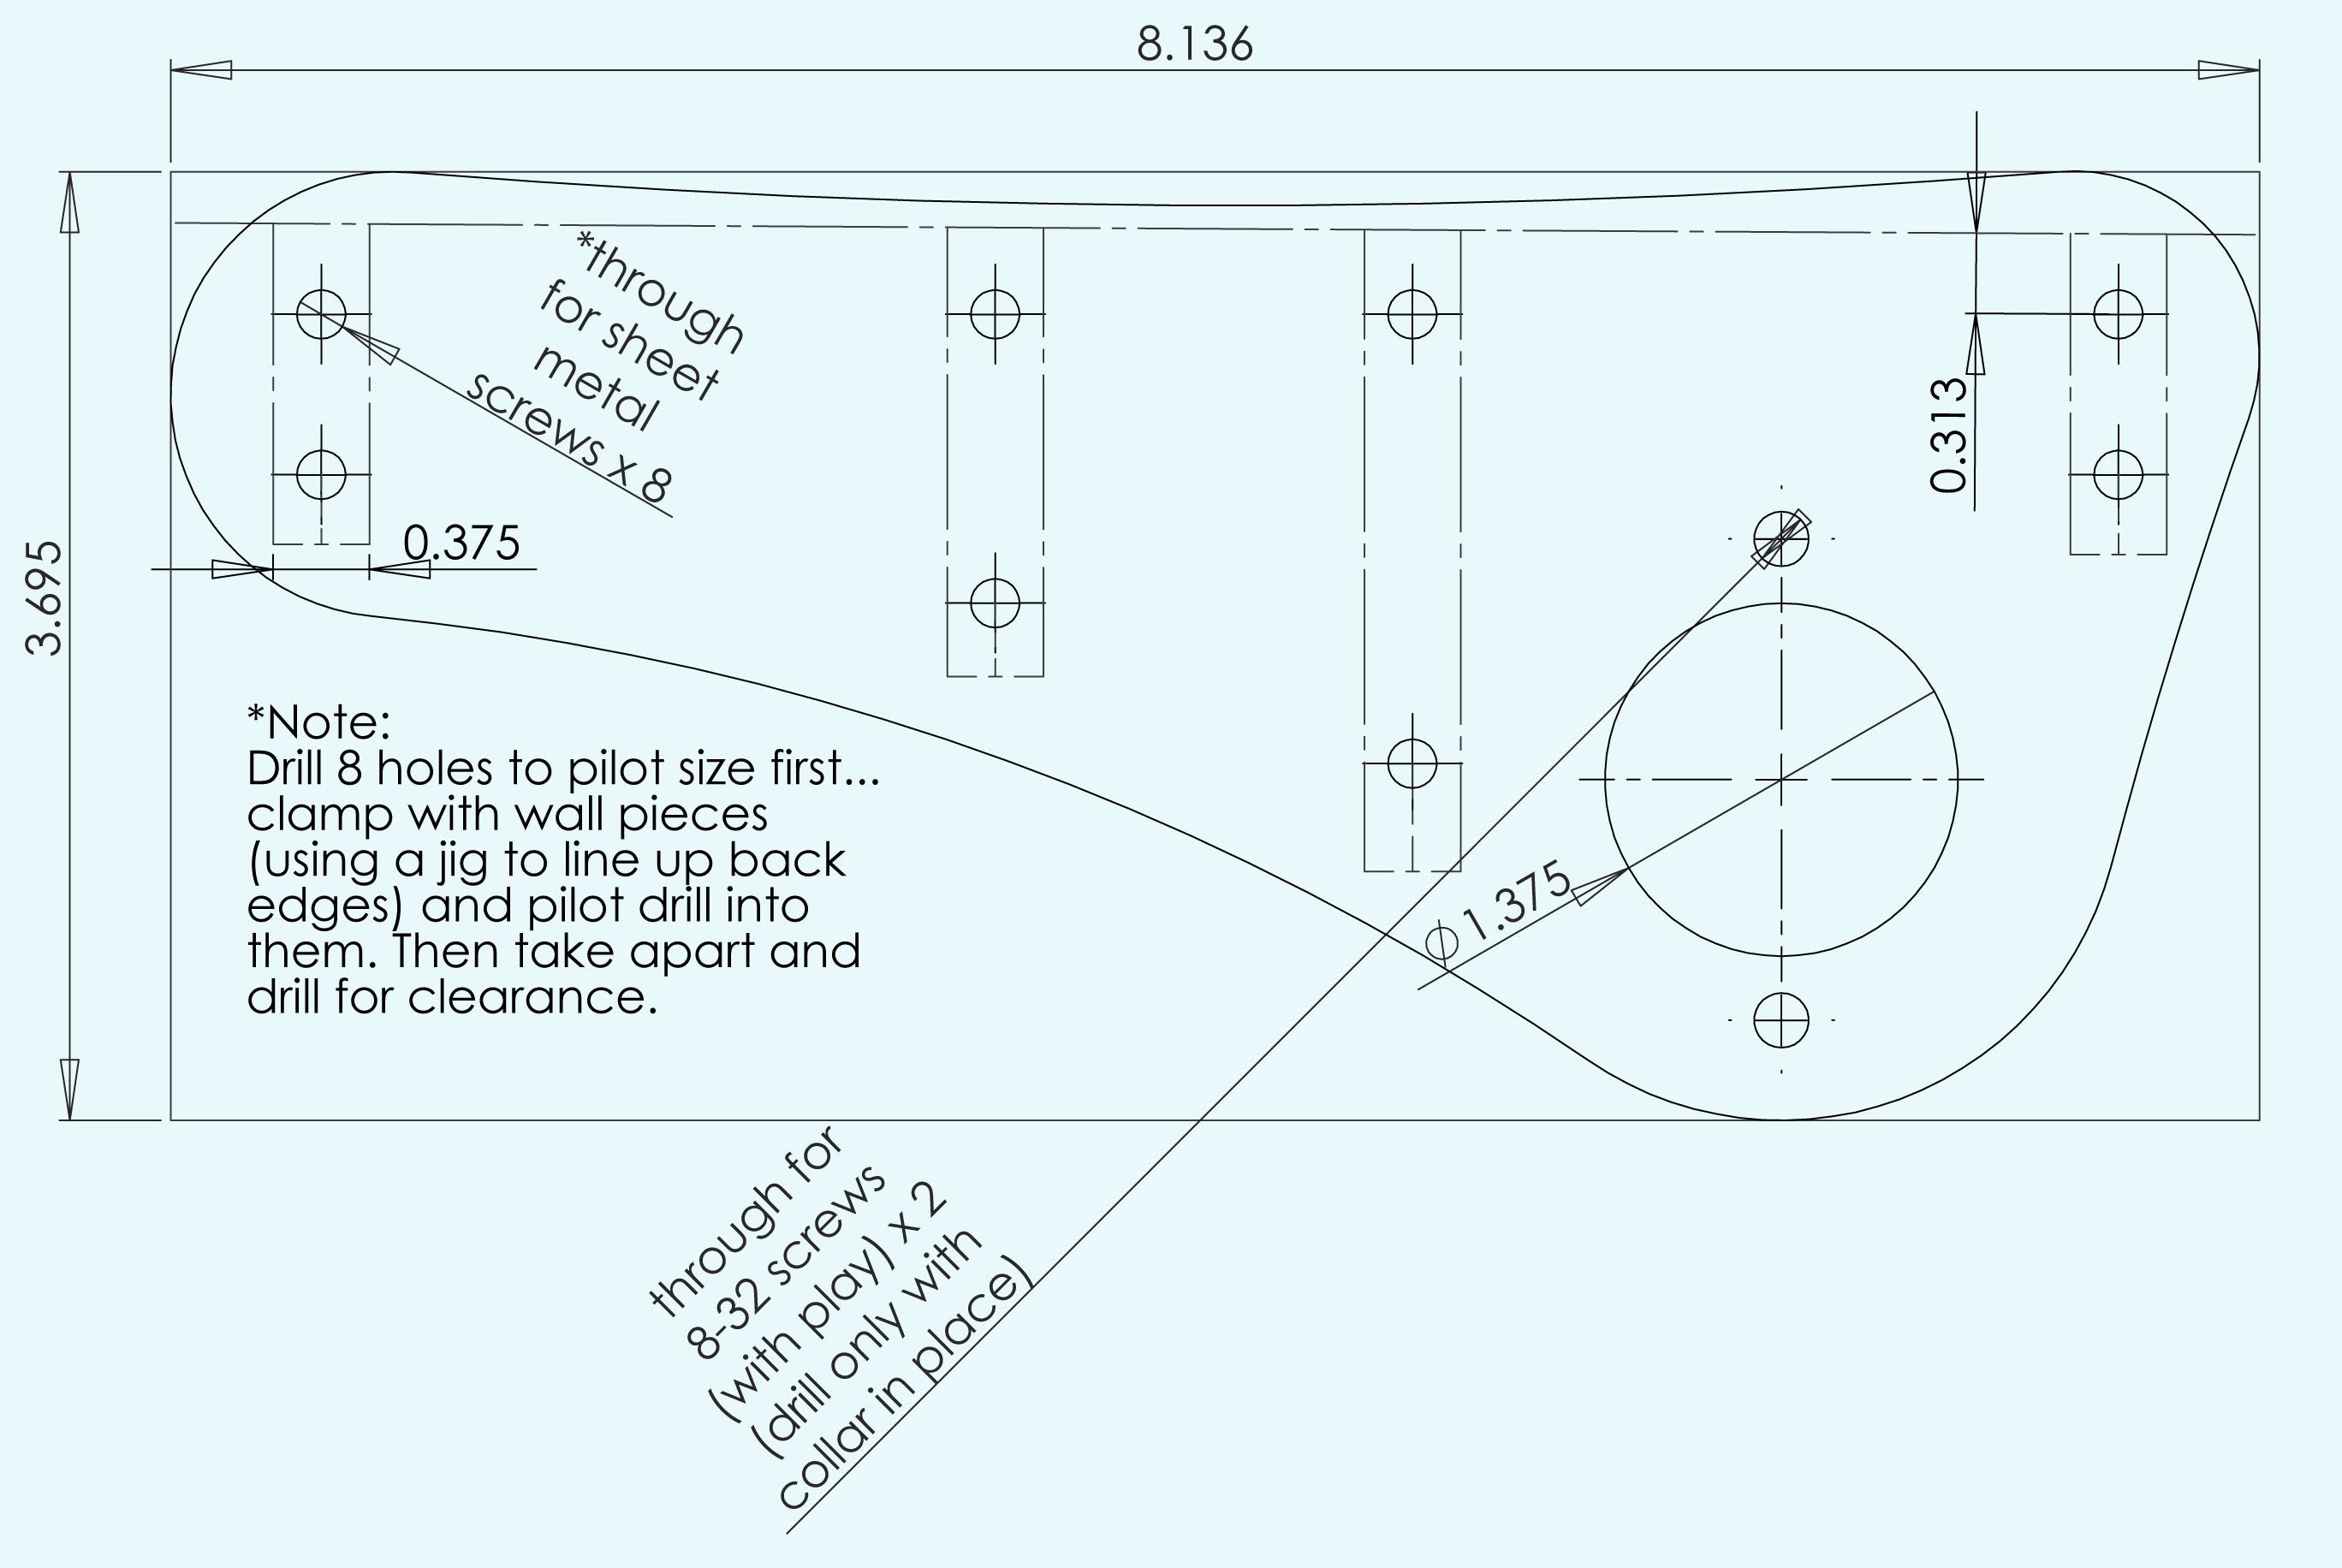 8.136
*through
for sheet
metal
screws x 8
0.313
0.375
3.695
*Note:
Drill 8 holes to pilot size first...
clamp with wall pieces
(using a jig to line up back
edges) and pilot drill into
them. Then take apart and
drill for clearance.
∅ 1.375
through for
8-32 screws
(with play) x 2
(drill only with
collar in place)